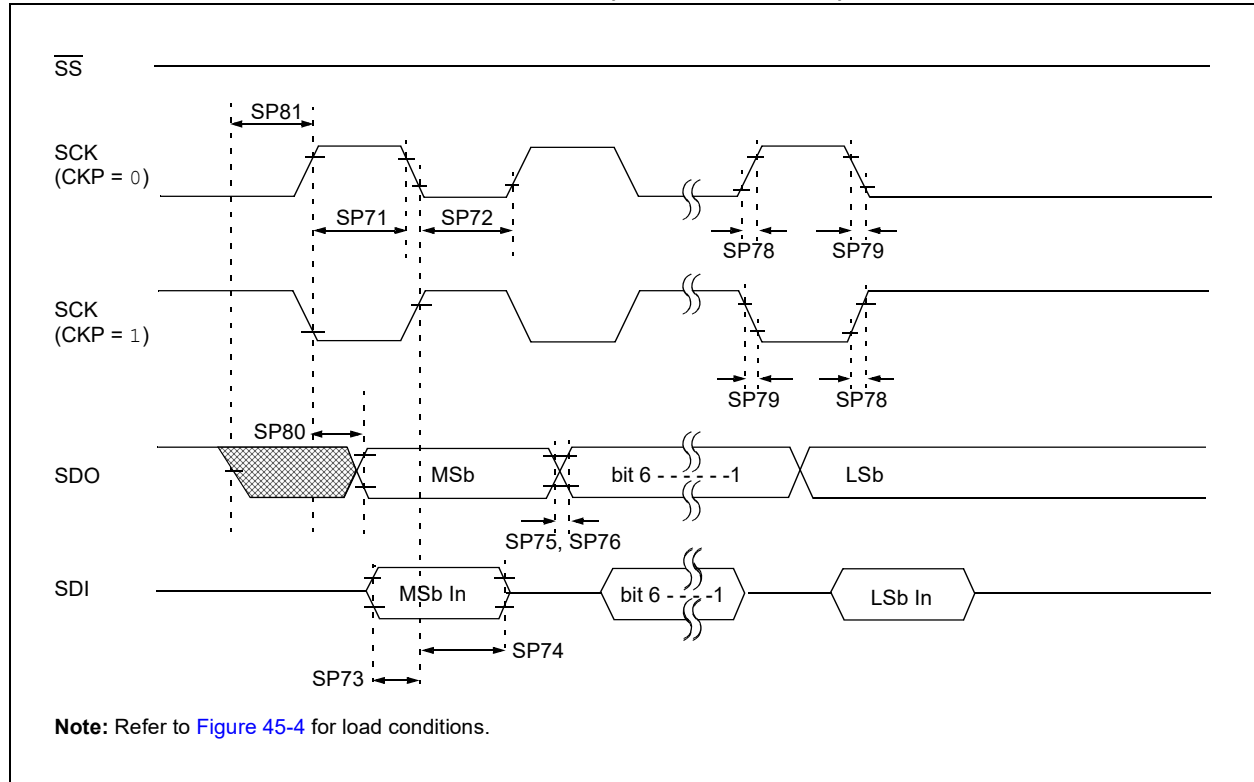 SS
SP81
SCK
(CKP = 0)
SP71
SP72
SP78
SP79
SCK
(CKP = 1)
SP79
SP78
SP80
SDO
MSb
bit 6 - - - - - -1
LSb
SP75, SP76
SDI
MSb In
bit 6 - - - - -1
LSb In
SP74
SP73
Note: Refer to Figure 45-4 for load conditions.